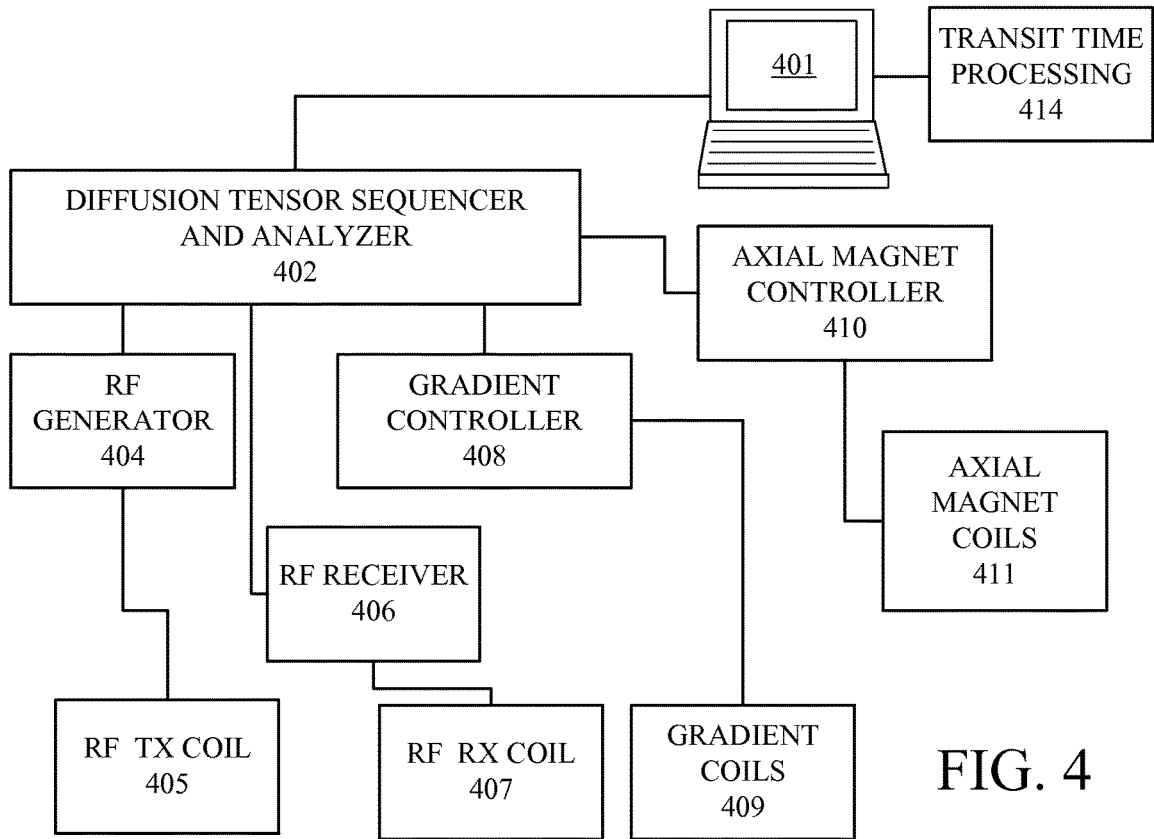 401
TRANSIT TIME
PROCESSING
414
DIFFUSION TENSOR SEQUENCER
AND ANALYZER
402
AXIAL MAGNET
CONTROLLER
410
RF
GENERATOR
404
GRADIENT
CONTROLLER
408
AXIAL
MAGNET
COILS
411
RF RECEIVER
406
RF TX COIL
405
RF RX COIL
407
GRADIENT
COILS
409
FIG. 4